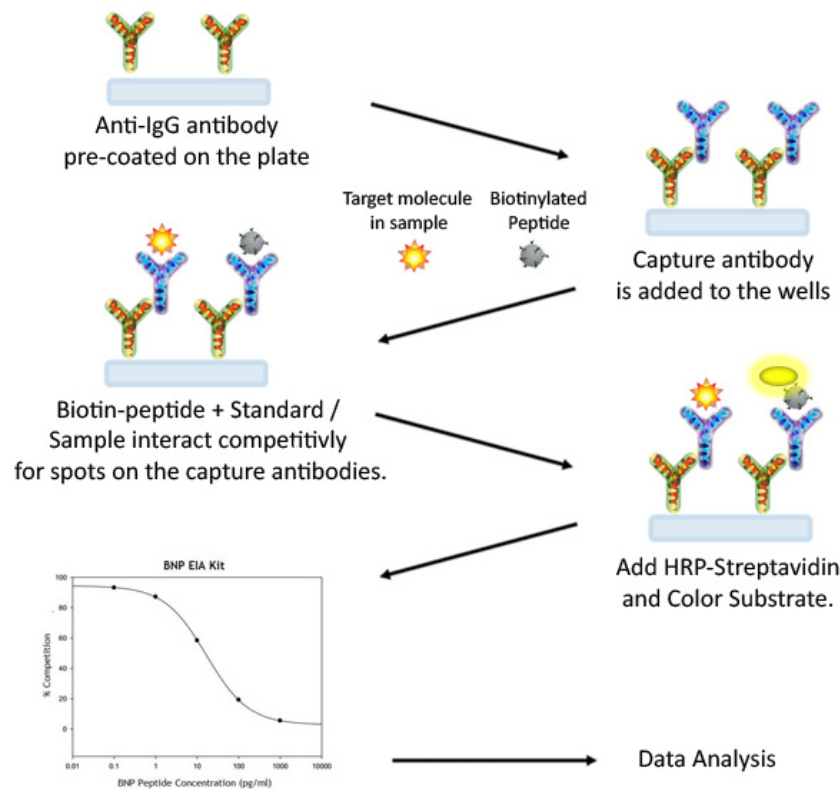 Anti-IgG antibody
pre-coated on the plate
Target molecule
in sample
Biotinylated
Peptide
Capture antibody
is added to the wells
Biotin-peptide + Standard /
Sample interact competitivly
for spots on the capture antibodies.
Add HRP-Streptavidin
and Color Substrate.
BNP EIA Kit
% Competition
100
80
60
40
20
0
0.01 0.1 1 10 100 1000 10000
BNP Peptide Concentration (pg/ml)
Data Analysis